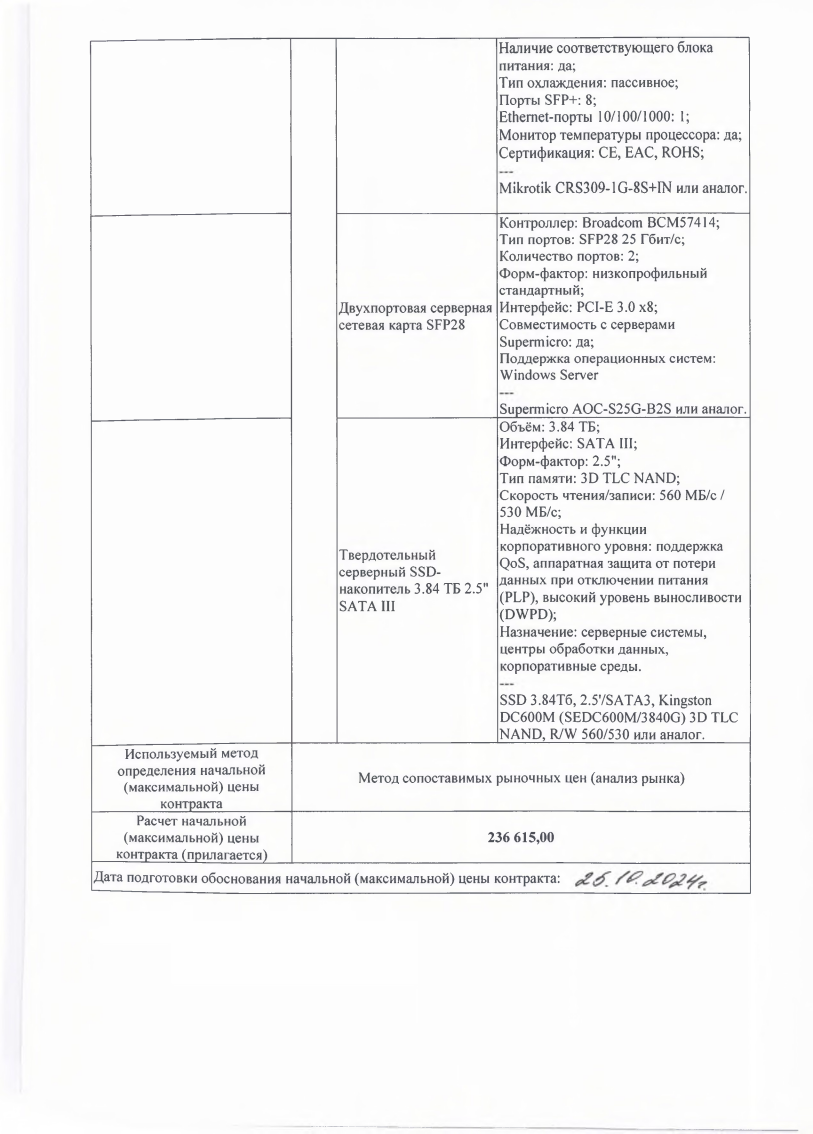 Наличие соответствующего блока
питания: да;
Тип охлаждения: пассивное;
Порты SFP+: 8;
Ethernet-порты 10/100/1000: 1;
Монитор температуры процессора: да;
Сертификация: CE, EAC, ROHS;
---
Mikrotik CRS309-1G-8S+IN или аналог.
Двухпортовая серверная
сетевая карта SFP28
Контроллер: Broadcom BCM57414;
Тип портов: SFP28 25 Гбит/с;
Количество портов: 2;
Форм-фактор: низкопрофильный
стандартный;
Интерфейс: PCI-E 3.0 x8;
Совместимость с серверами
Supermicro: да;
Поддержка операционных систем:
Windows Server
---
Supermicro AOC-S25G-B2S или аналог.
Твердотельный
серверный SSD-
накопитель 3.84 ТБ 2.5"
SATA III
Объём: 3.84 ТБ;
Интерфейс: SATA III;
Форм-фактор: 2.5";
Тип памяти: 3D TLC NAND;
Скорость чтения/записи: 560 МБ/с /
530 МБ/с;
Надёжность и функции
корпоративного уровня: поддержка
QoS, аппаратная защита от потери
данных при отключении питания
(PLP), высокий уровень выносливости
(DWPD);
Назначение: серверные системы,
центры обработки данных,
корпоративные среды.
---
SSD 3.84Тб, 2.5'/SATA3, Kingston
DC600M (SEDC600M/3840G) 3D TLC
NAND, R/W 560/530 или аналог.
Используемый метод
определения начальной
(максимальной) цены
контракта
Метод сопоставимых рыночных цен (анализ рынка)
Расчет начальной
(максимальной) цены
контракта (прилагается)
236 615,00
Дата подготовки обоснования начальной (максимальной) цены контракта: 25.10.2024г.